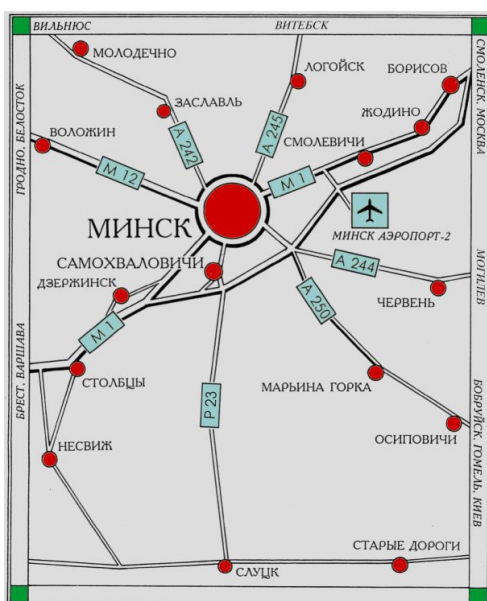 ВИЛЬНЮС
ВИТЕБСК
МОЛОДЕЧНО
ЛОГОЙСК
БОРИСОВ
СМОЛЕНСК, МОСКВА
ГРОДНО, БЕЛОСТОК
ЗАСЛАВЛЬ
ЖОДИНО
ВОЛОЖИН
А 242
А 245
СМОЛЕВИЧИ
М 12
М 1
МИНСК
МИНСК АЭРОПОРТ-2
САМОХВАЛОВИЧИ
А 244
МОГИЛЕВ
ДЗЕРЖИНСК
ЧЕРВЕНЬ
А 250
М 1
БРЕСТ, ВАРШАВА
СТОЛБЦЫ
МАРЬИНА ГОРКА
Р 23
БОБРУЙСК, ГОМЕЛЬ, КИЕВ
ОСИПОВИЧИ
НЕСВИЖ
СТАРЫЕ ДОРОГИ
СЛУЦК